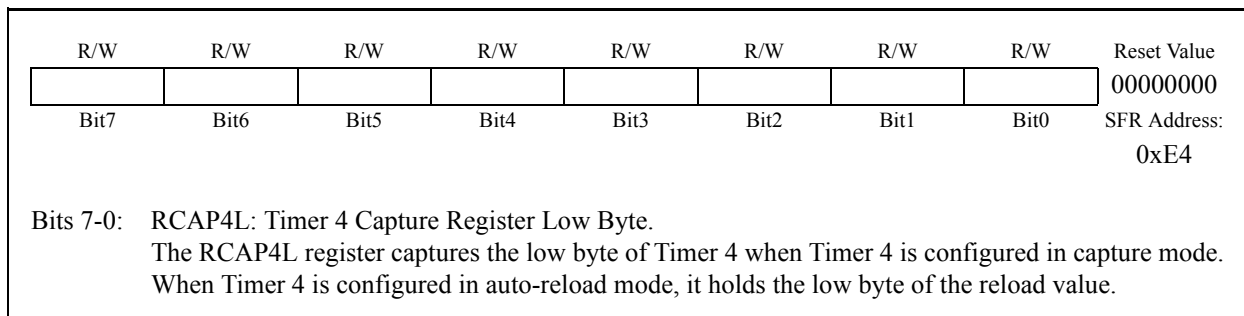 R/W R/W R/W R/W R/W R/W R/W R/W Reset Value
00000000
Bit7 Bit6 Bit5 Bit4 Bit3 Bit2 Bit1 Bit0 SFR Address:
0xE4
Bits 7-0: RCAP4L: Timer 4 Capture Register Low Byte.
The RCAP4L register captures the low byte of Timer 4 when Timer 4 is configured in capture mode.
When Timer 4 is configured in auto-reload mode, it holds the low byte of the reload value.